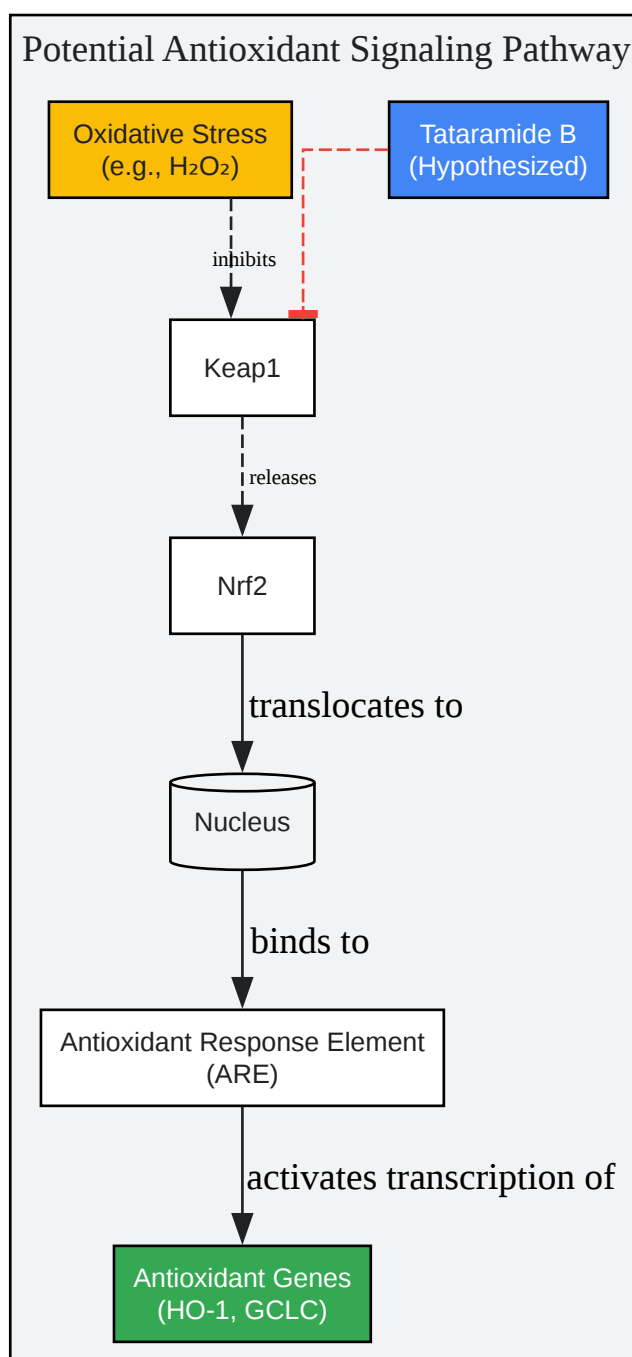 Potential Antioxidant Signaling Pathway
Oxidative Stress
(e.g., H₂O₂)
Tataramide B
(Hypothesized)
inhibits
Keap1
releases
Nrf2
translocates to
Nucleus
binds to
Antioxidant Response Element
(ARE)
activates transcription of
Antioxidant Genes
(HO-1, GCLC)